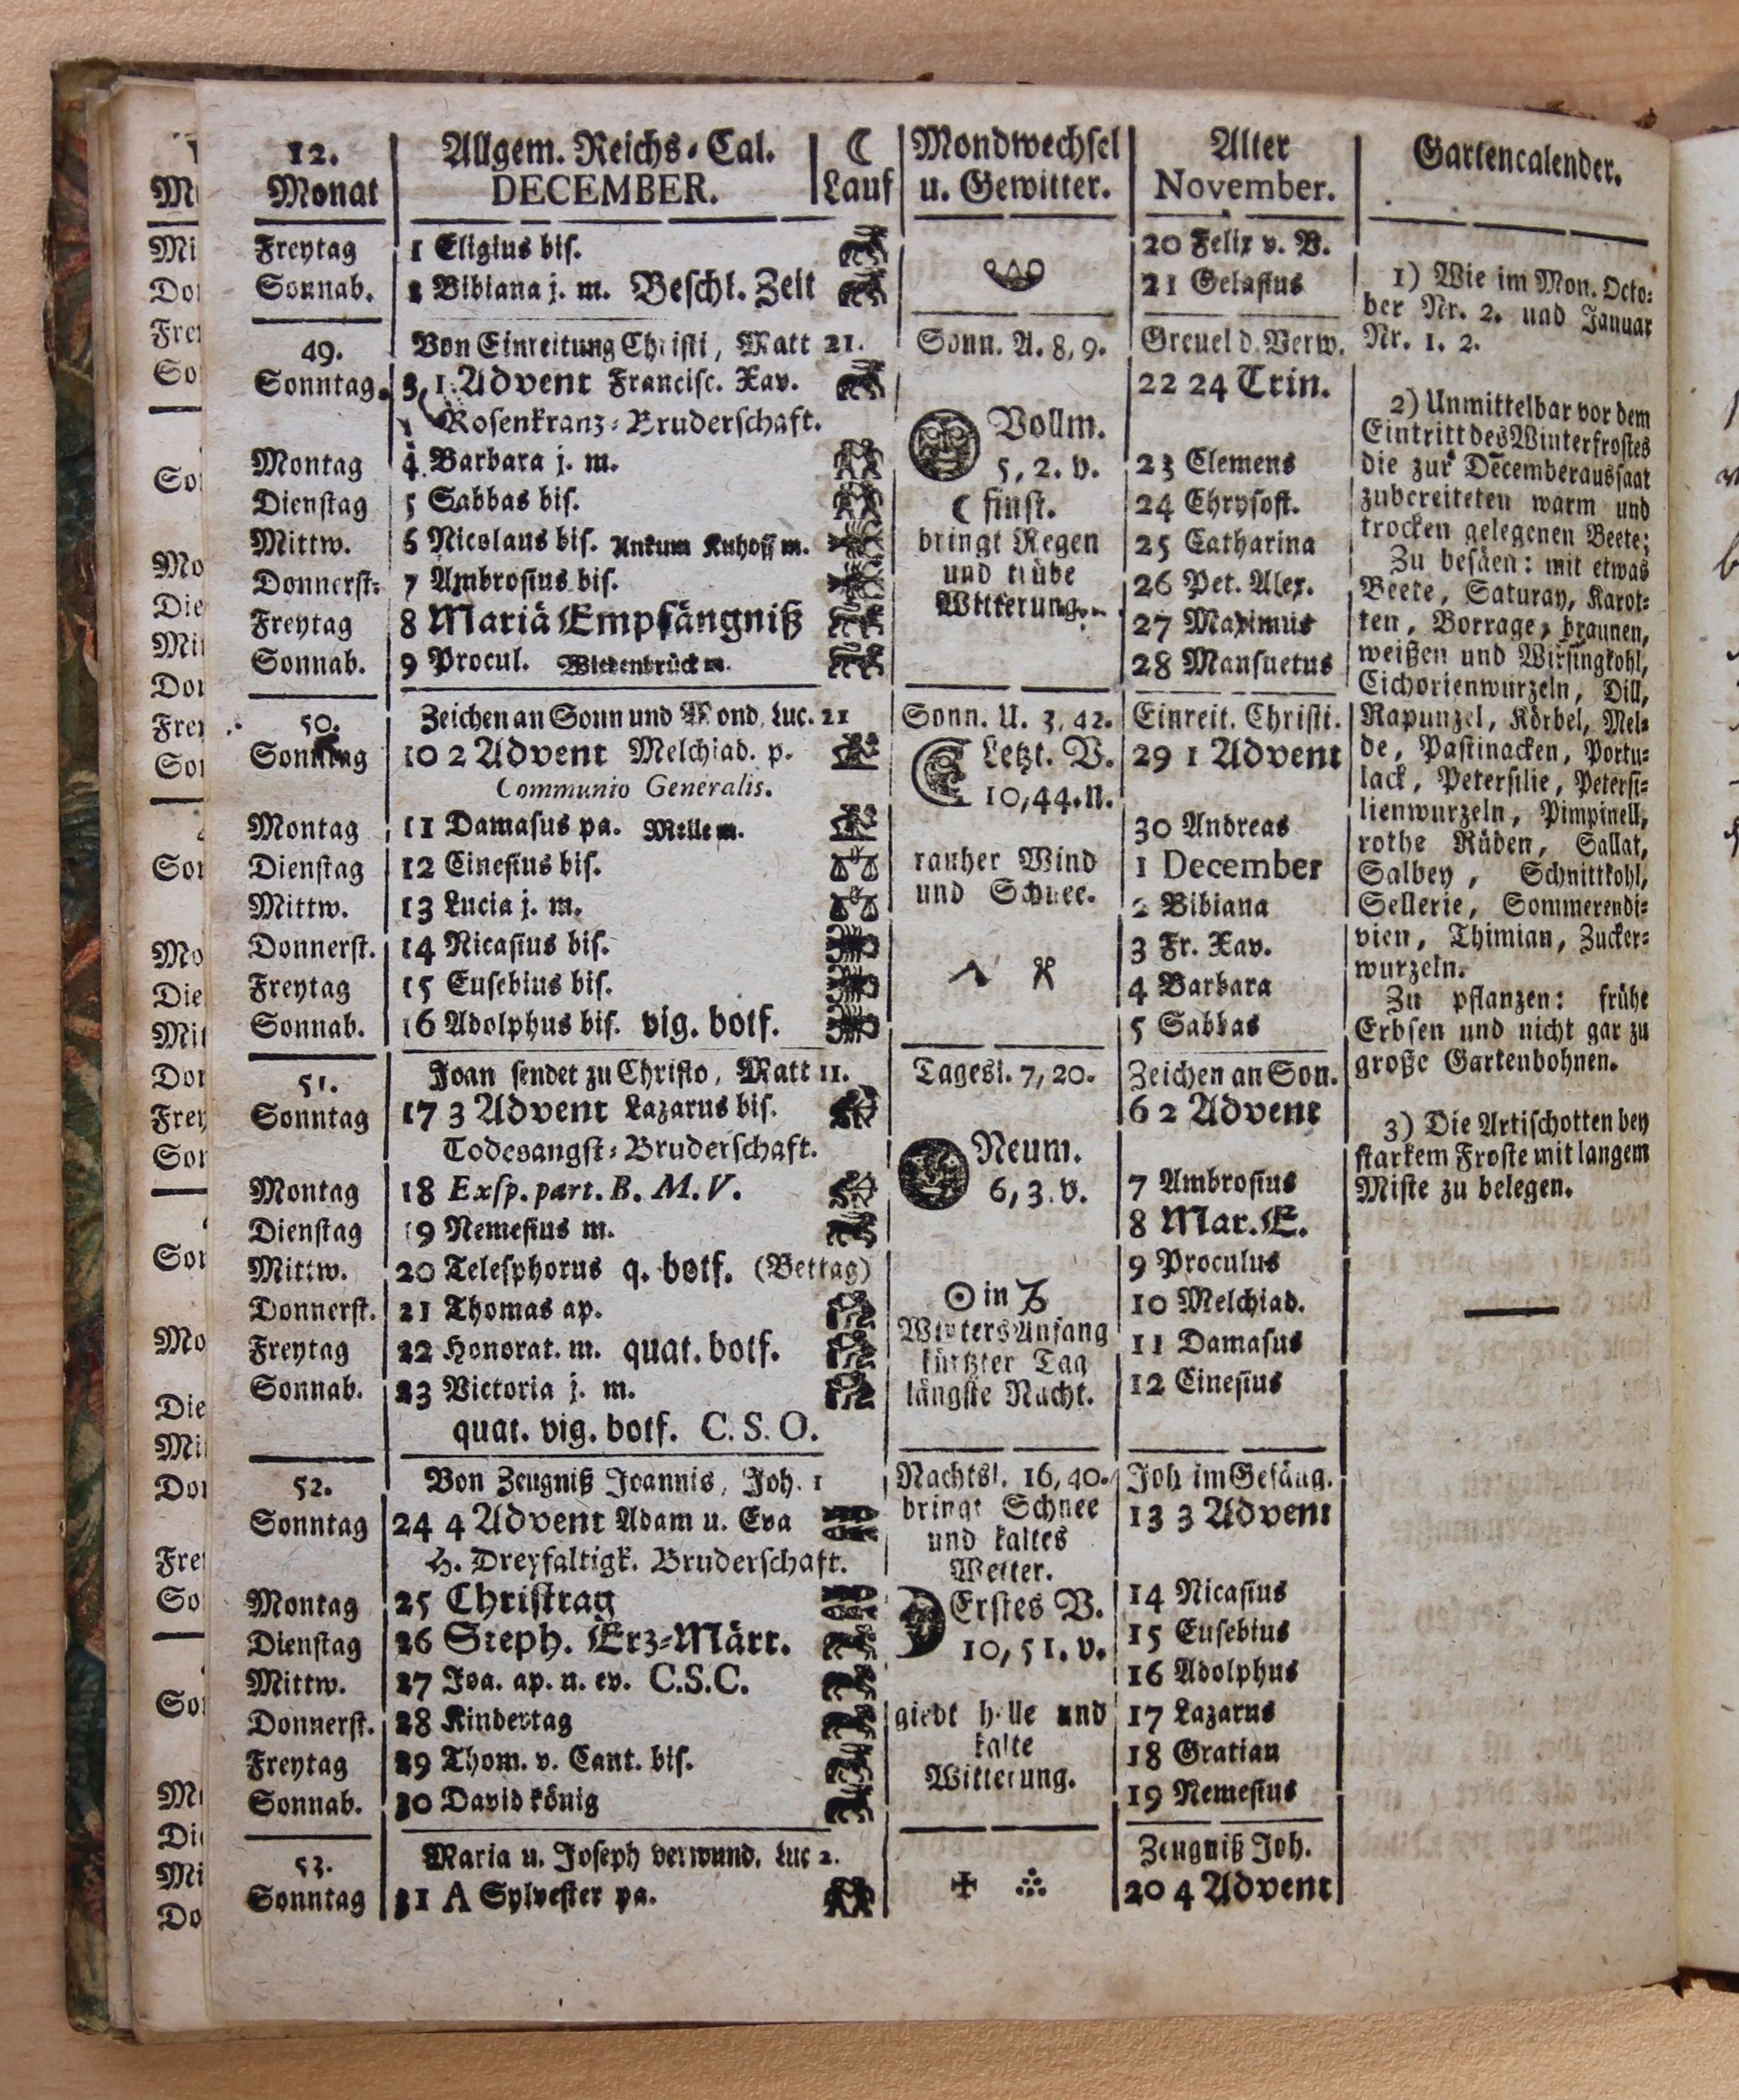 12.
Monat
Allgem. Reichs-Cal.
DECEMBER.
☾
Lauf
Mondwechsel
u. Gewitter.
Alter
November.
Gartencalender.
Freytag
1 Eligius bis.
20 Felix v. V.
Sonnab.
2 Bibiana j. m. Beschl. Zeit
21 Gelasius
49.
Von Einreitung Christi, Matt 21.
Sonn. A. 8, 9.
Greuel d. Verw.
Sonntag.
3 1 Advent Francisc. Xav.
22 24 Trin.
Rosenkranz-Bruderschaft.
Vollm.
5, 2. v.
Montag
4 Barbara j. m.
23 Clemens
Dienstag
5 Sabbas bis.
☾ finst.
24 Chrysost.
Mittw.
6 Nicolaus bis. Ankum Kuhoff m.
bringt Regen
25 Catharina
Donnerst-
7 Ambrosius bis.
und trübe
26 Pet. Alex.
Freytag
8 Mariä Empfängniß
Witterung.
27 Maximus
Sonnab.
9 Procul. Wiedenbrück m.
28 Mansuetus
50.
Zeichen an Sonn und Mond, Luc. 21
Sonn. U. 3, 42.
Einreit. Christi.
Sonntag
10 2 Advent Melchiad. p.
Letzt. V.
29 1 Advent
Communio Generalis.
10, 44. n.
Montag
11 Damasus pa. Melle m.
30 Andreas
Dienstag
12 Cinesius bis.
rauher Wind
1 December
Mittw.
13 Lucia j. m.
und Schnee.
2 Bibiana
Donnerst.
14 Nicasius bis.
3 Fr. Xav.
Freytag
15 Eusebius bis.
4 Barbara
Sonnab.
16 Adolphus bis. vig. botf.
5 Sabbas
51.
Joan sendet zu Christo, Matt 11.
Tagesl. 7, 20.
Zeichen an Son.
Sonntag
17 3 Advent Lazarus bis.
6 2 Advent
Todesangst-Bruderschaft.
Neum.
6, 3. v.
Montag
18 Exsp. part. B. M. V.
7 Ambrosius
Dienstag
19 Nemesius m.
8 Mar. E.
Mittw.
20 Telesphorus q. botf. (Bettag)
9 Proculus
Donnerst.
21 Thomas ap.
☉ in ♑
10 Melchiad.
Freytag
22 Honorat. m. quat. botf.
Winters Anfang
11 Damasus
kürtzter Tag
Sonnab.
23 Victoria j. m.
längste Nacht.
12 Cinesius
quat. vig. botf. C. S. O.
52.
Von Zeugniß Joannis, Joh. 1
Nachtsl. 16, 40.
Joh im Gefäng.
Sonntag
24 4 Advent Adam u. Eva
bringt Schnee
13 3 Advent
H. Dreyfaltigk. Bruderschaft.
und kaltes
Wetter.
Montag
25 Christtag
Erstes V.
14 Nicasius
Dienstag
26 Steph. Erz-Märt.
10, 51. v.
15 Eusebius
Mittw.
27 Joa. ap. u. ev. C.S.C.
16 Adolphus
Donnerst.
28 Kindertag
giebt helle und
17 Lazarus
Freytag
29 Thom. v. Cant. bis.
kalte
18 Gratian
Sonnab.
30 David könig
Witterung.
19 Nemesius
53.
Maria u. Joseph verwund. Luc 2.
Zeugniß Joh.
Sonntag
31 A Sylvester pa.
20 4 Advent
1) Wie im Mon. Octo-
ber Nr. 2. und Januar
Nr. 1. 2.
2) Unmittelbar vor dem
Eintritt des Winterfrostes
die zur Decemberaussaat
zubereiteten warm und
trocken gelegenen Beete;
Zu besäen: mit etwas
Beete, Saturay, Karot-
ten, Borrage, braunen,
weißen und Wirsingkohl,
Cichorienwurzeln, Dill,
Rapunzel, Körbel, Mel-
de, Pastinacken, Portu-
lack, Petersilie, Petersi-
lienwurzeln, Pimpinell,
rothe Rüben, Sallat,
Salbey, Schnittkohl,
Sellerie, Sommerendi-
vien, Thimian, Zucker-
wurzeln.
Zu pflanzen: frühe
Erbsen und nicht gar zu
große Gartenbohnen.
3) Die Artischotten bey
starkem Froste mit langem
Miste zu belegen.